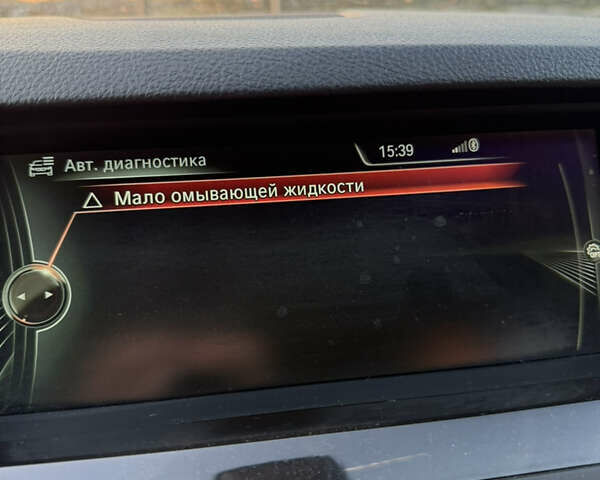 Авт. диагностика
15:39
Мало омывающей жидкости